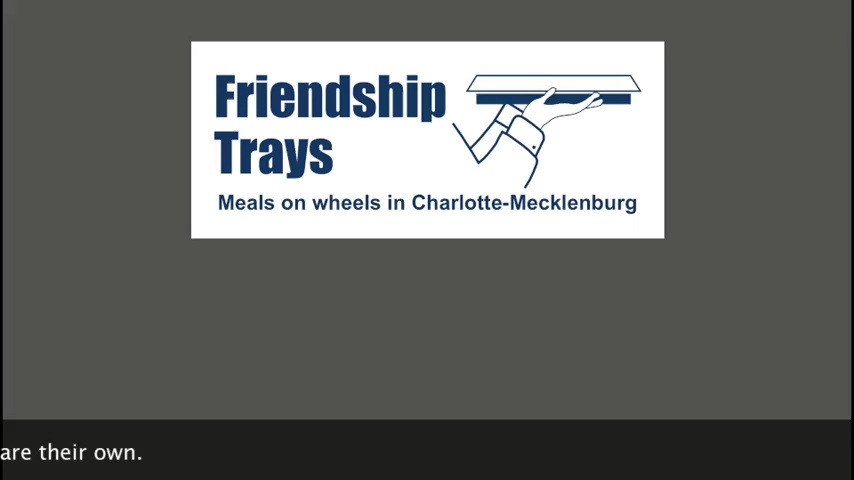 Friendship
Trays
Meals on wheels in Charlotte-Mecklenburg
are their own.